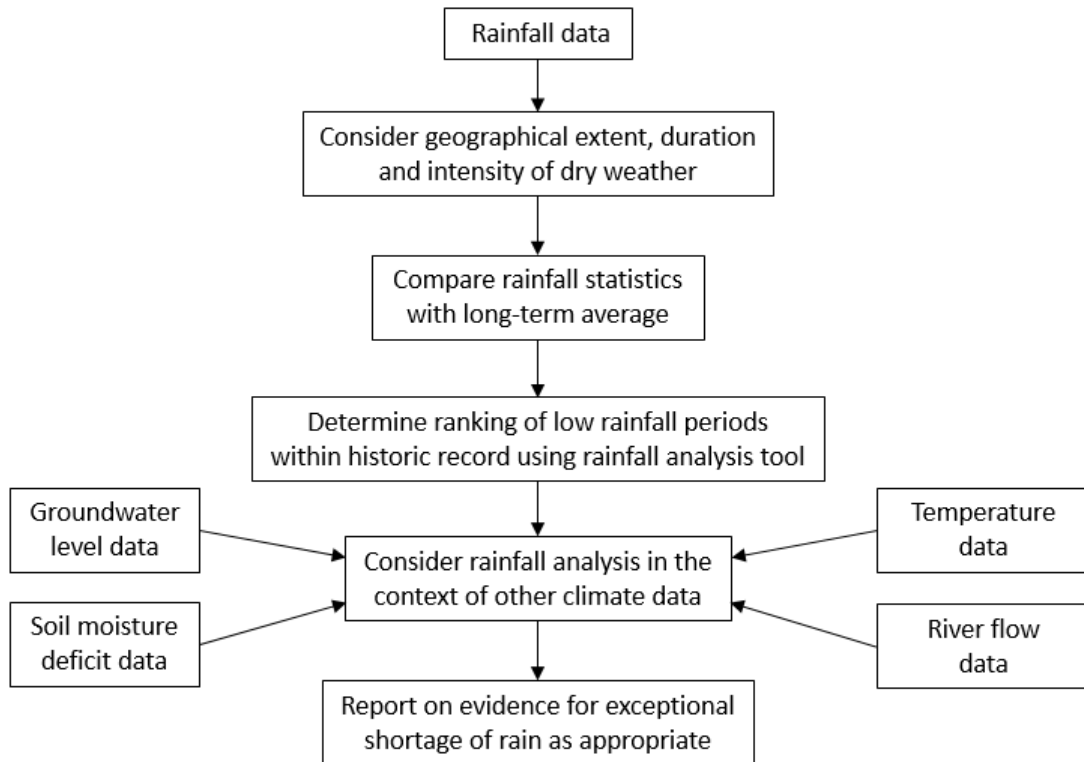 Rainfall data
Consider geographical extent, duration
and intensity of dry weather
Compare rainfall statistics
with long-term average
Determine ranking of low rainfall periods
within historic record using rainfall analysis tool
Groundwater
level data
Temperature
data
Consider rainfall analysis in the
context of other climate data
Soil moisture
deficit data
River flow
data
Report on evidence for exceptional
shortage of rain as appropriate